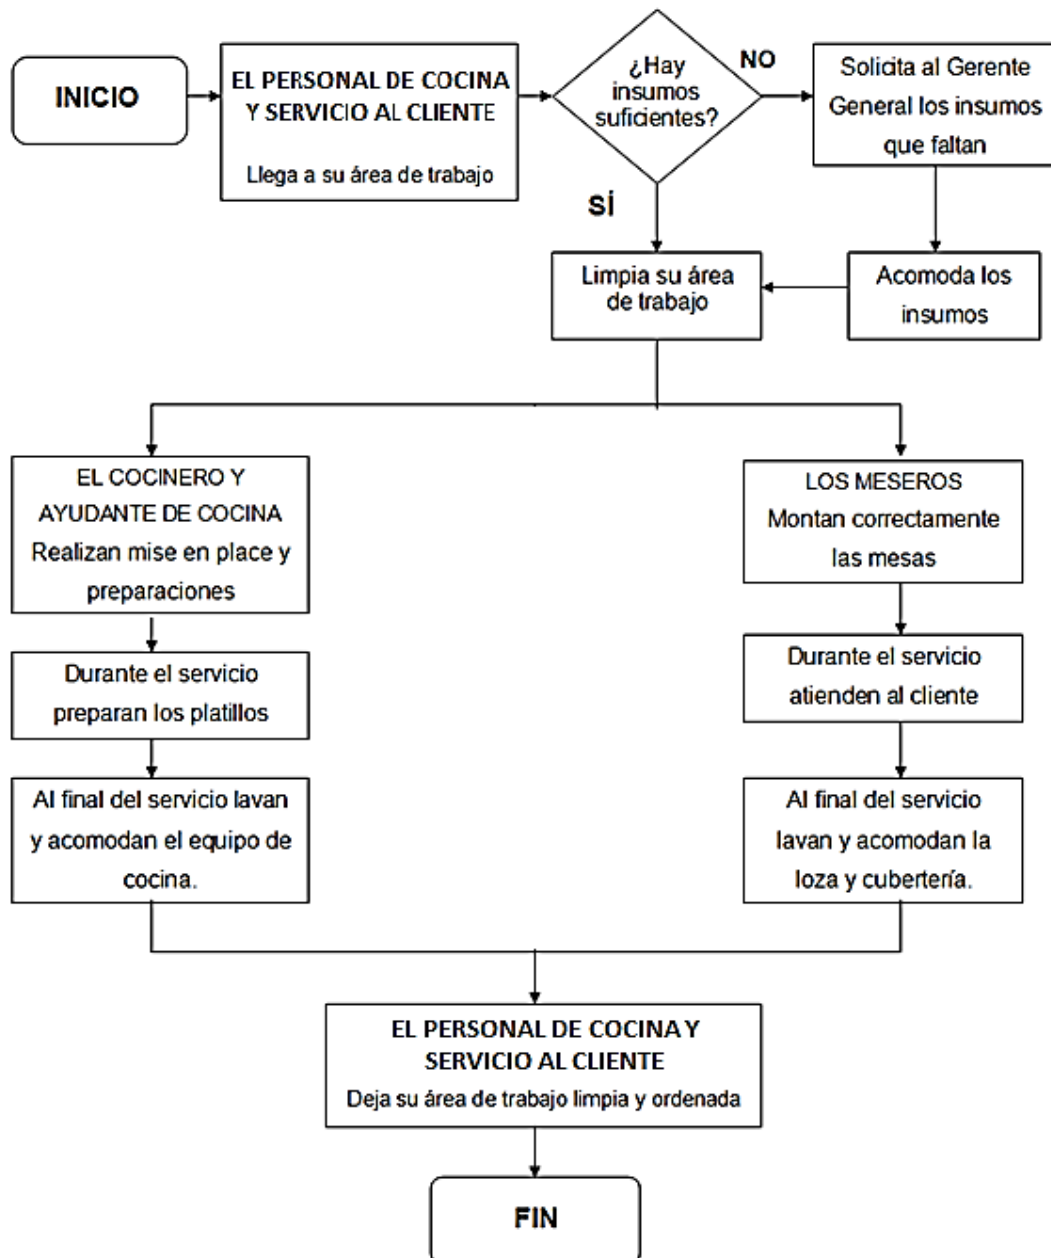 INICIO
EL PERSONAL DE COCINA
Y SERVICIO AL CLIENTE
Llega a su área de trabajo
¿Hay
insumos
suficientes?
NO
Solicita al Gerente
General los insumos
que faltan
SÍ
Limpia su área
de trabajo
Acomoda los
insumos
EL COCINERO Y
AYUDANTE DE COCINA
Realizan mise en place y
preparaciones
LOS MESEROS
Montan correctamente
las mesas
Durante el servicio
preparan los platillos
Durante el servicio
atienden al cliente
Al final del servicio lavan
y acomodan el equipo de
cocina.
Al final del servicio
lavan y acomodan la
loza y cubertería.
EL PERSONAL DE COCINA Y
SERVICIO AL CLIENTE
Deja su área de trabajo limpia y ordenada
FIN